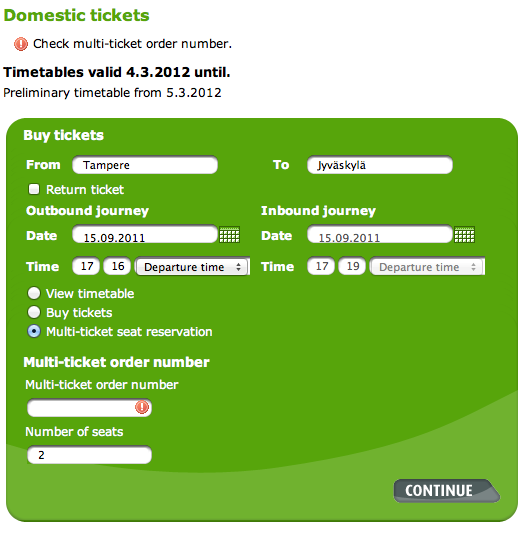 Domestic tickets
Check multi-ticket order number.
Timetables valid 4.3.2012 until.
Preliminary timetable from 5.3.2012
Buy tickets
From Tampere To Jyväskylä
Return ticket
Outbound journey Inbound journey
Date 15.09.2011 Date 15.09.2011
Time 17 16 Departure time Time 17 19 Departure time
View timetable
Buy tickets
Multi-ticket seat reservation
Multi-ticket order number
Multi-ticket order number
Number of seats
2
CONTINUE